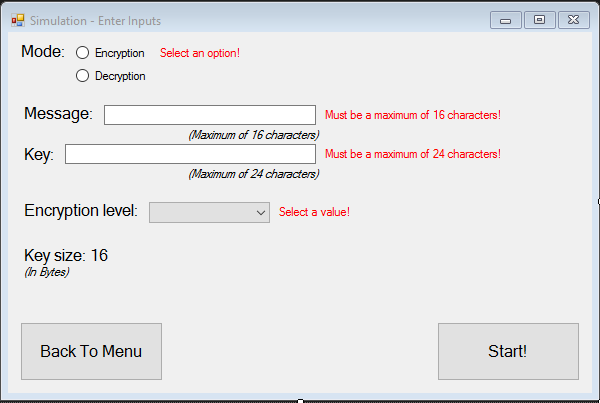 Simulation - Enter Inputs
Mode: Encryption Select an option!
Decryption
Message: Must be a maximum of 16 characters!
(Maximum of 16 characters)
Key: Must be a maximum of 24 characters!
(Maximum of 24 characters)
Encryption level: Select a value!
Key size: 16
(In Bytes)
Back To Menu Start!